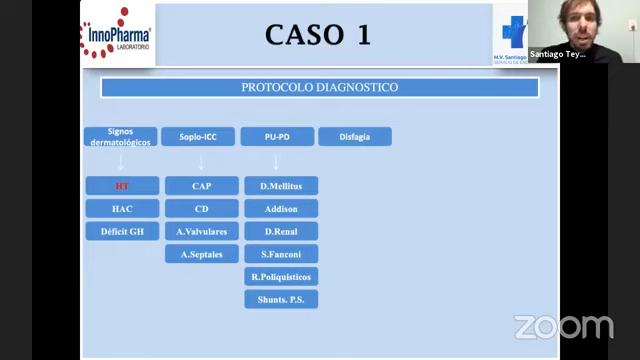 InnoPharma
LABORATORIO
CASO 1
M.V. Santiago
Santiago Tey...
PROTOCOLO DIAGNOSTICO
Signos
dermatológicos
Soplo-ICC
PU-PD
Disfagia
HT
CAP
D.Mellitus
HAC
CD
Addison
Déficit GH
A.Valvulares
D.Renal
A.Septales
S.Fanconi
R.Poliquísticos
Shunts. P.S.
zoom